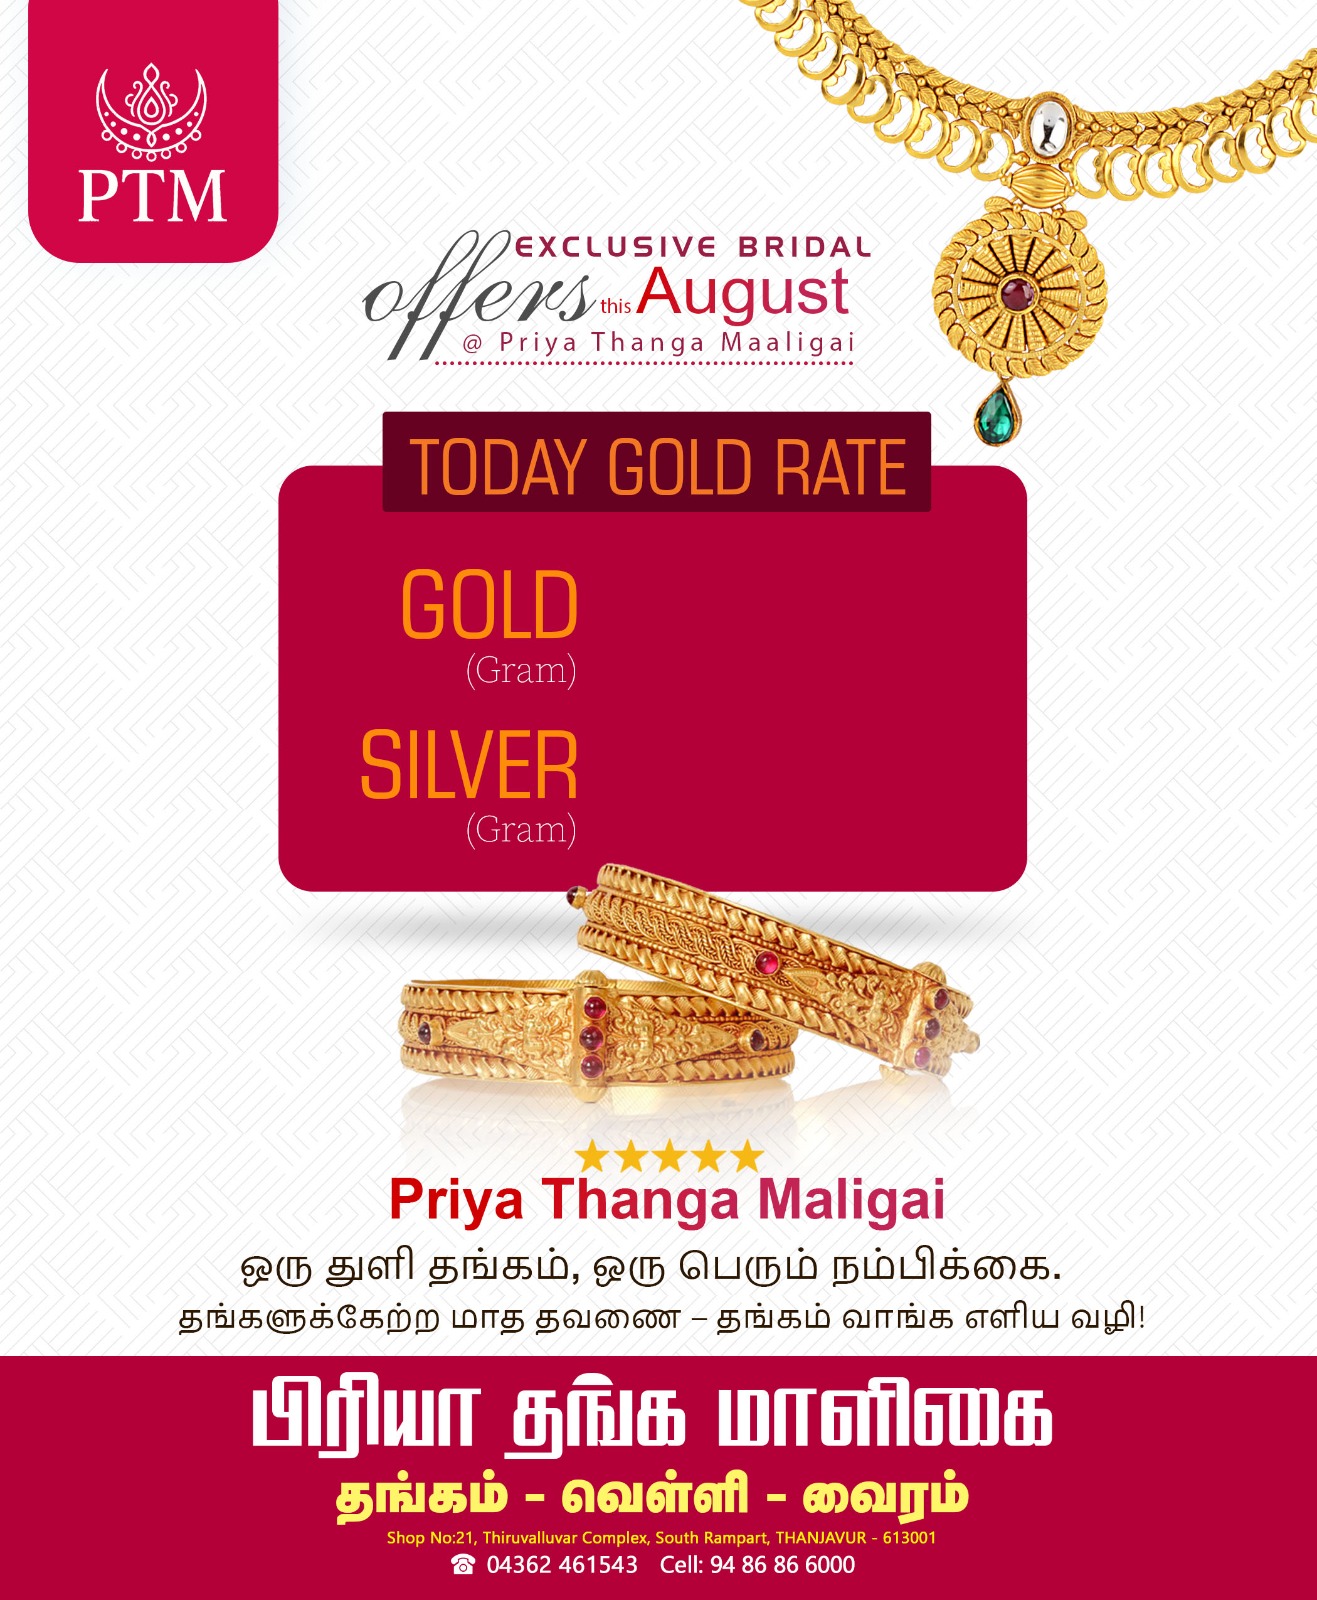 PTM
EXCLUSIVE BRIDAL
offers this August
@ Priya Thanga Maaligai
TODAY GOLD RATE
GOLD
(Gram)
SILVER
(Gram)
Priya Thanga Maligai
ஒரு துளி தங்கம், ஒரு பெரும் நம்பிக்கை.
தங்களுக்கேற்ற மாத தவணை – தங்கம் வாங்க எளிய வழி!
பிரியா தங்க மாளிகை
தங்கம் - வெள்ளி - வைரம்
Shop No:21, Thiruvalluvar Complex, South Rampart, THANJAVUR - 613001
☎ 04362 461543 Cell: 94 86 86 6000